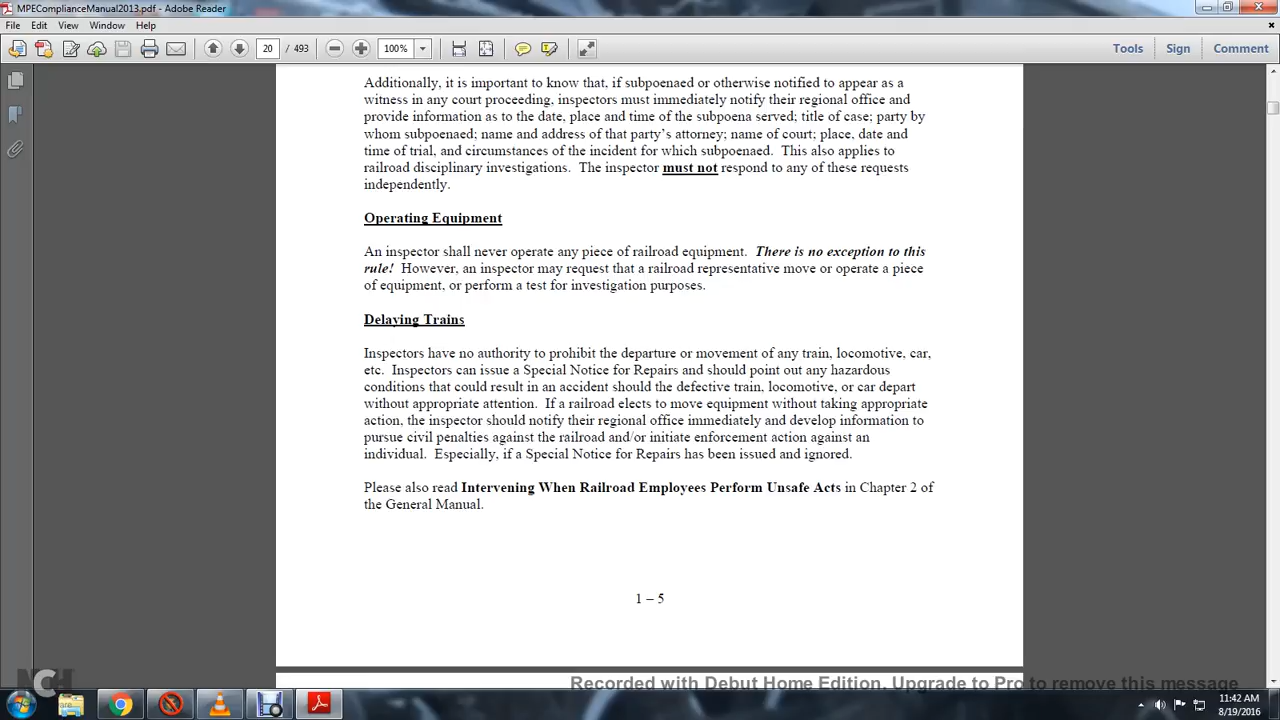 MPEComplianceManual2013.pdf - Adobe Reader
File Edit View Window Help
20 / 493 100% Tools Sign Comment
Additionally, it is important to know that, if subpoenaed or otherwise notified to appear as a
witness in any court proceeding, inspectors must immediately notify their regional office and
provide information as to the date, place and time of the subpoena served; title of case; party by
whom subpoenaed; name and address of that party's attorney; name of court; place, date and
time of trial, and circumstances of the incident for which subpoenaed. This also applies to
railroad disciplinary investigations. The inspector must not respond to any of these requests
independently.
Operating Equipment
An inspector shall never operate any piece of railroad equipment. There is no exception to this
rule! However, an inspector may request that a railroad representative move or operate a piece
of equipment, or perform a test for investigation purposes.
Delaying Trains
Inspectors have no authority to prohibit the departure or movement of any train, locomotive, car,
etc. Inspectors can issue a Special Notice for Repairs and should point out any hazardous
conditions that could result in an accident should the defective train, locomotive, or car depart
without appropriate attention. If a railroad elects to move equipment without taking appropriate
action, the inspector should notify their regional office immediately and develop information to
pursue civil penalties against the railroad and/or initiate enforcement action against an
individual. Especially, if a Special Notice for Repairs has been issued and ignored.
Please also read Intervening When Railroad Employees Perform Unsafe Acts in Chapter 2 of
the General Manual.
1 – 5
Recorded with Debut Home Edition. Upgrade to Pro to remove this message
11:42 AM
8/19/2016